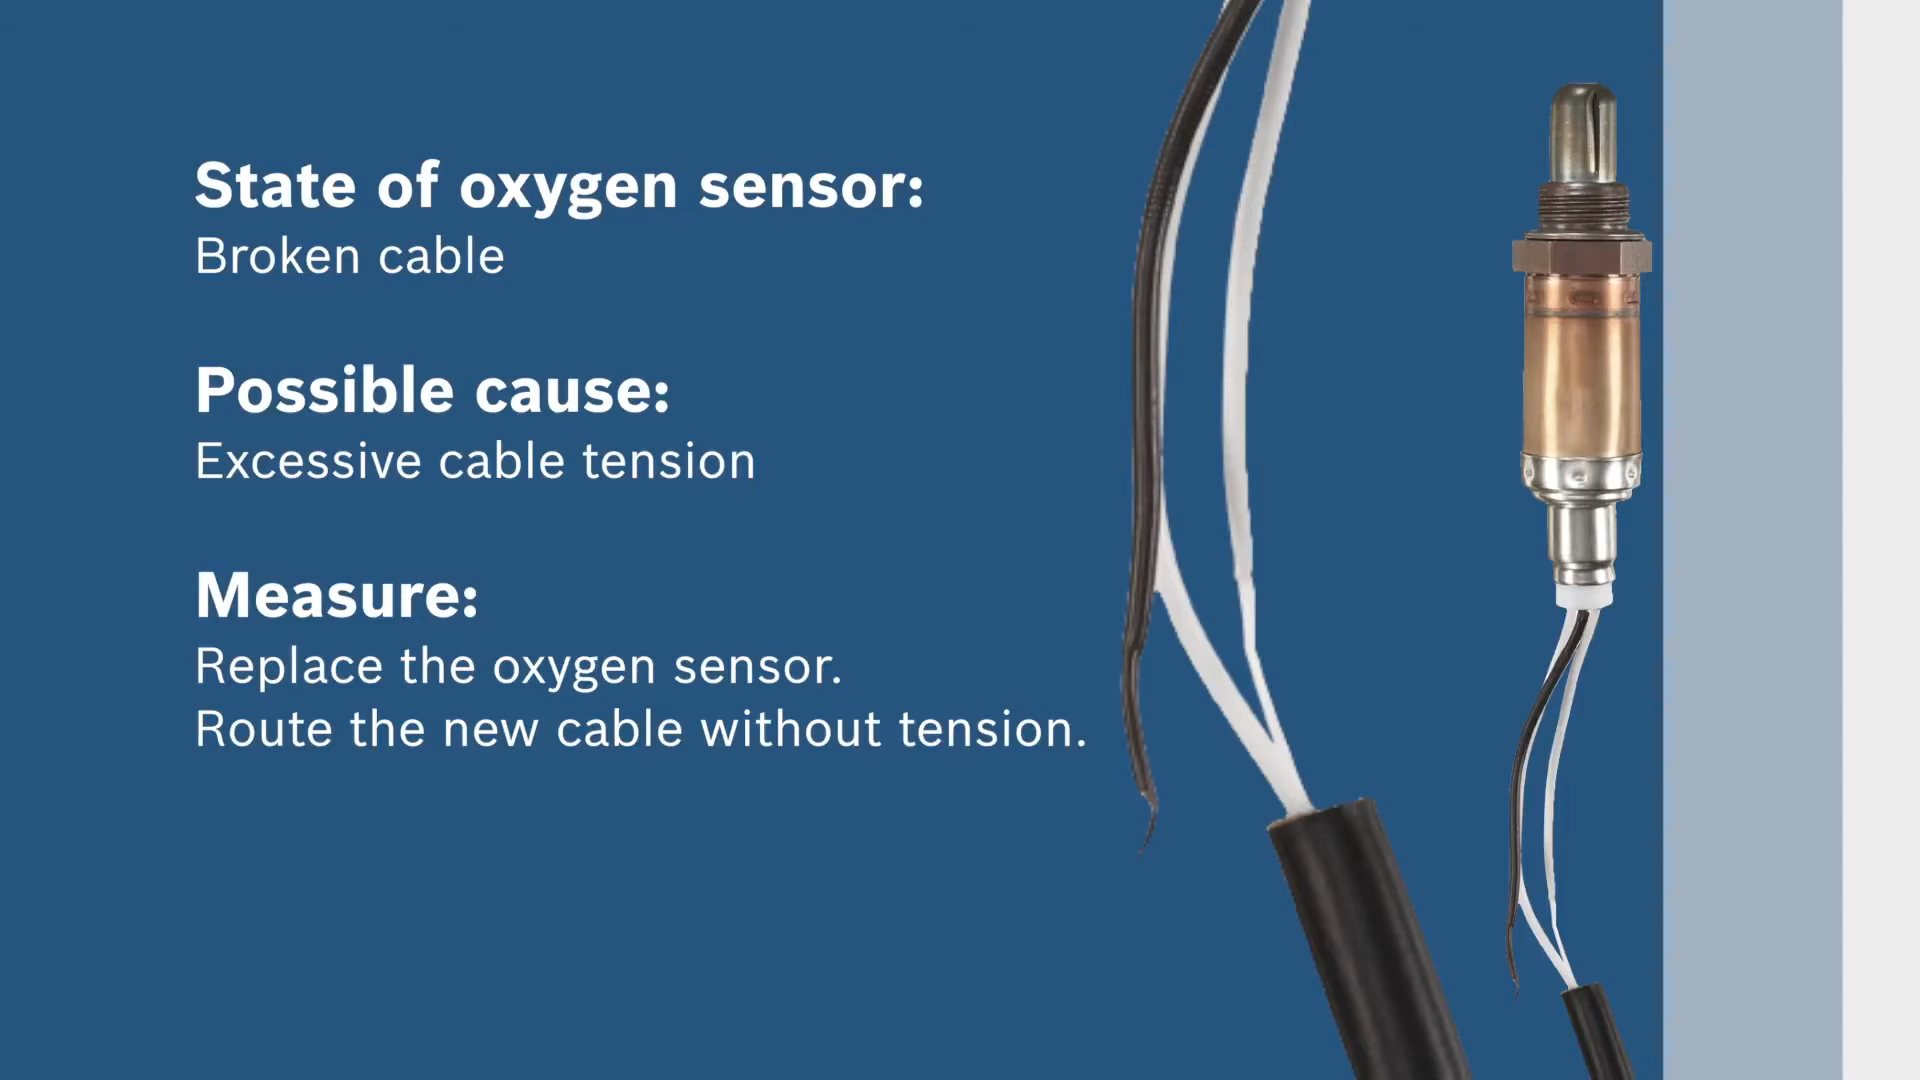 State of oxygen sensor:
Broken cable
Possible cause:
Excessive cable tension
Measure:
Replace the oxygen sensor.
Route the new cable without tension.